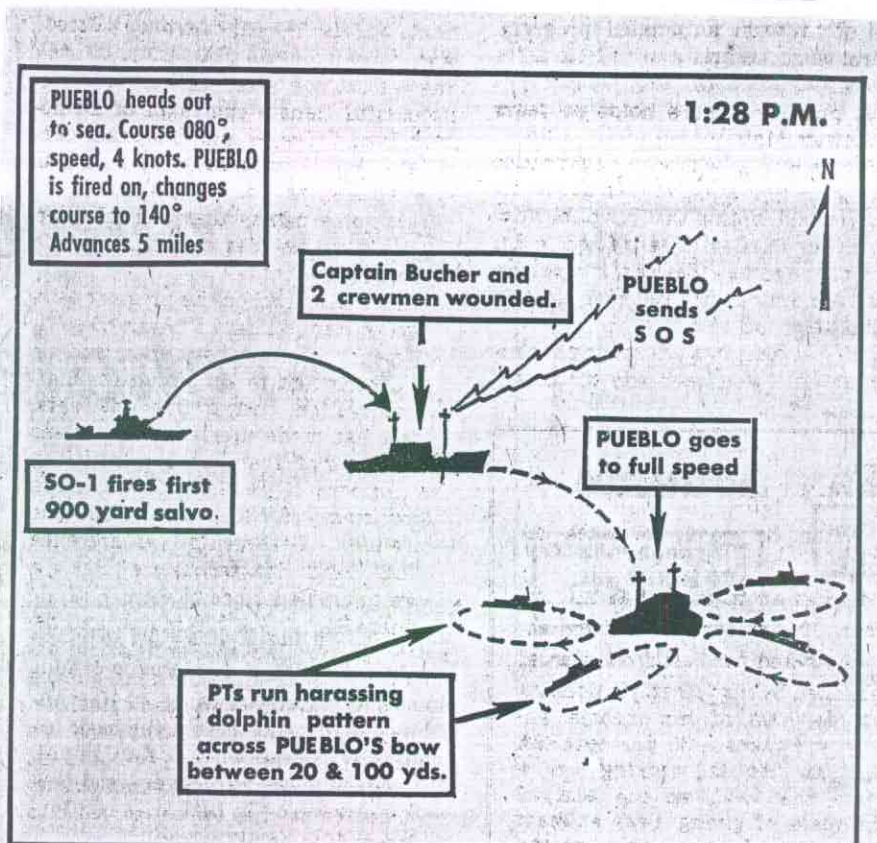 PUEBLO heads out
to sea. Course 080°,
speed, 4 knots. PUEBLO
is fired on, changes
course to 140°
Advances 5 miles
1:28 P.M.
N
Captain Bucher and
2 crewmen wounded.
PUEBLO
sends
S O S
SO-1 fires first
900 yard salvo.
PUEBLO goes
to full speed
PTs run harassing
dolphin pattern
across PUEBLO'S bow
between 20 & 100 yds.